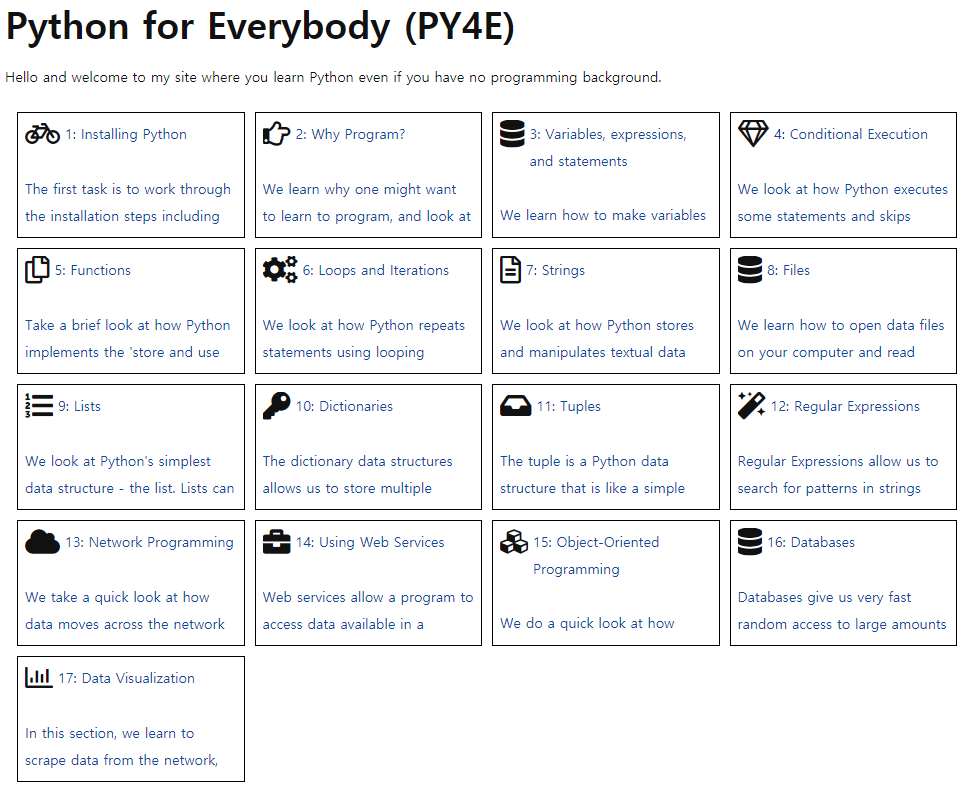 Python for Everybody (PY4E)
Hello and welcome to my site where you learn Python even if you have no programming background.
1: Installing Python
The first task is to work through
the installation steps including
2: Why Program?
We learn why one might want
to learn to program, and look at
3: Variables, expressions,
and statements
We learn how to make variables
4: Conditional Execution
We look at how Python executes
some statements and skips
5: Functions
Take a brief look at how Python
implements the 'store and use
6: Loops and Iterations
We look at how Python repeats
statements using looping
7: Strings
We look at how Python stores
and manipulates textual data
8: Files
We learn how to open data files
on your computer and read
1
2
3
9: Lists
We look at Python's simplest
data structure - the list. Lists can
10: Dictionaries
The dictionary data structures
allows us to store multiple
11: Tuples
The tuple is a Python data
structure that is like a simple
12: Regular Expressions
Regular Expressions allow us to
search for patterns in strings
13: Network Programming
We take a quick look at how
data moves across the network
14: Using Web Services
Web services allow a program to
access data available in a
15: Object-Oriented
Programming
We do a quick look at how
16: Databases
Databases give us very fast
random access to large amounts
17: Data Visualization
In this section, we learn to
scrape data from the network,